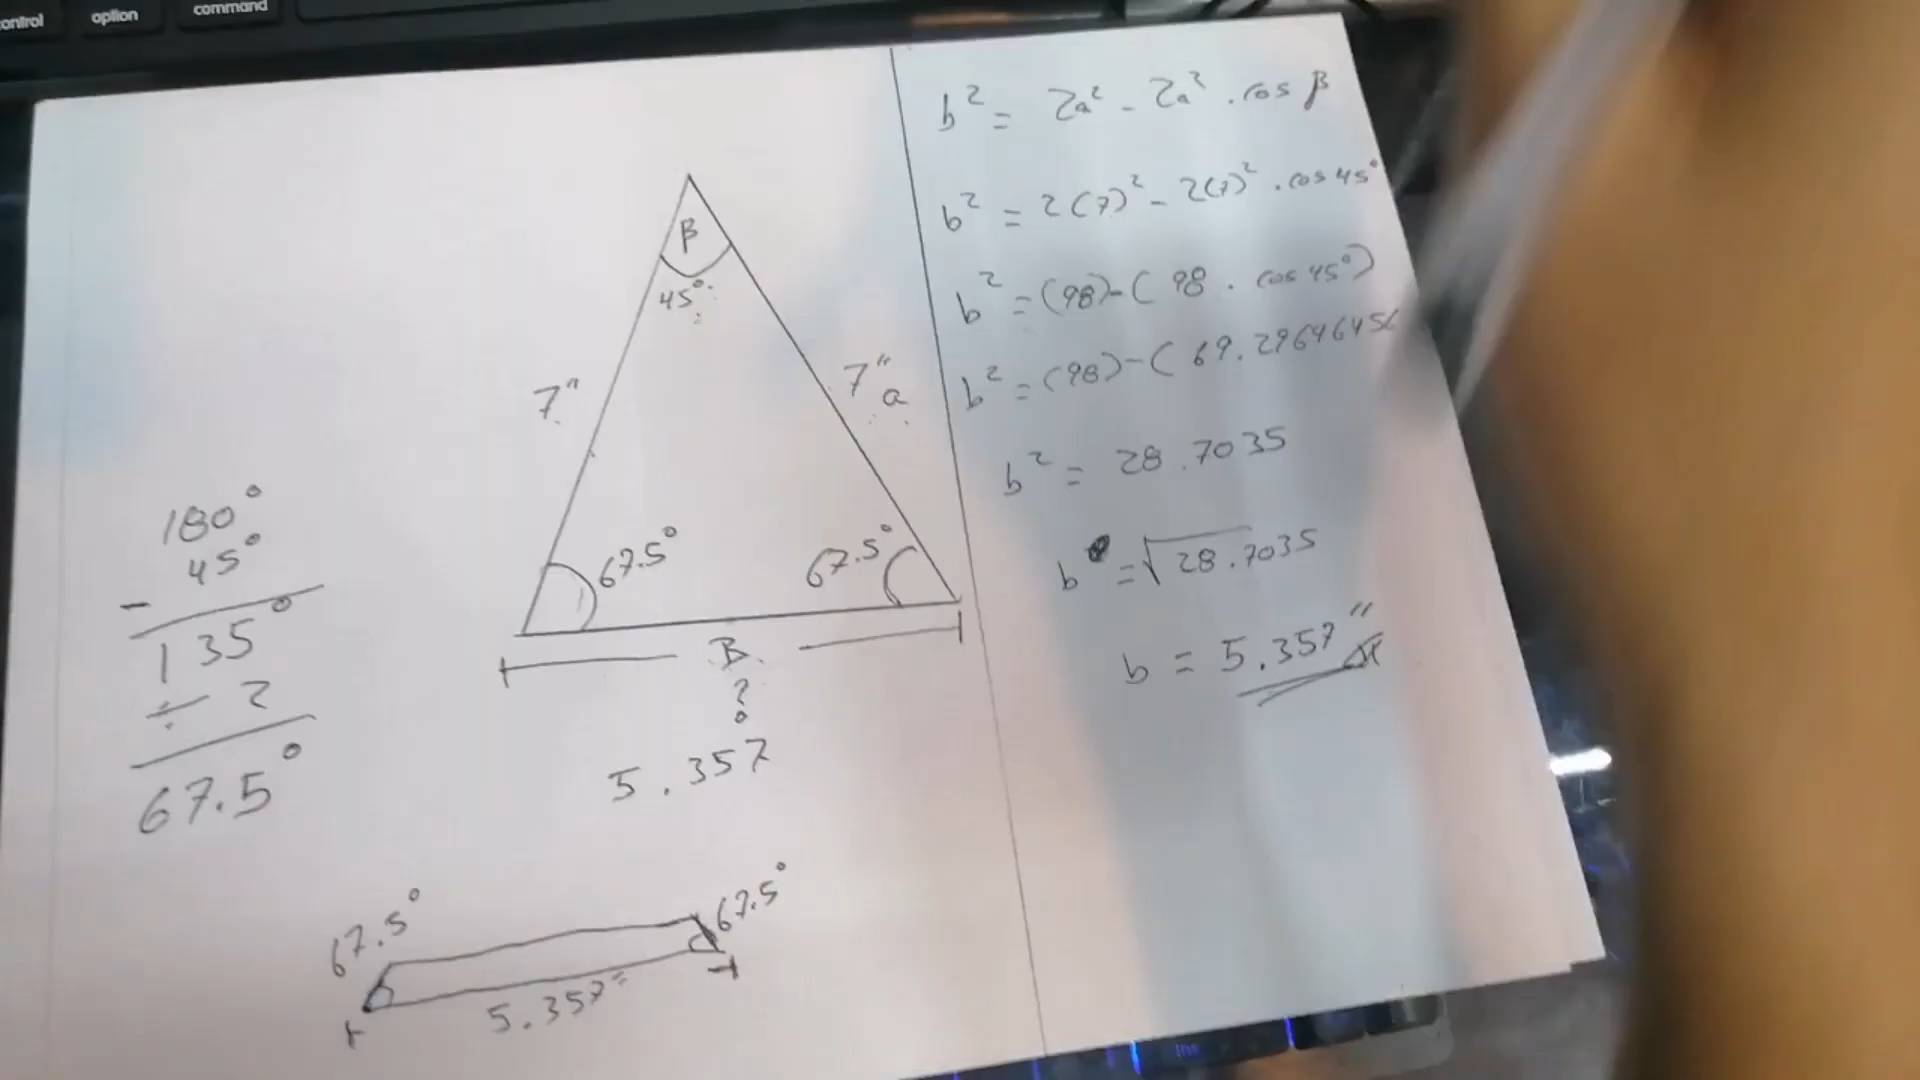 option
command
180°
45°
-
135°
÷ 2
67.5°
β
45°
7"
7"
a
67.5°
67.5°
B
?
5.357
67.5°
67.5°
5.357"
b² = 2a² - 2a² . cos β
b² = 2(7)² - 2(7)² . cos 45°
b² = (98) - ( 98 . cos 45°)
b² = (98) - ( 69.2964645
b² = 28.7035
b = √28.7035
b = 5.357"